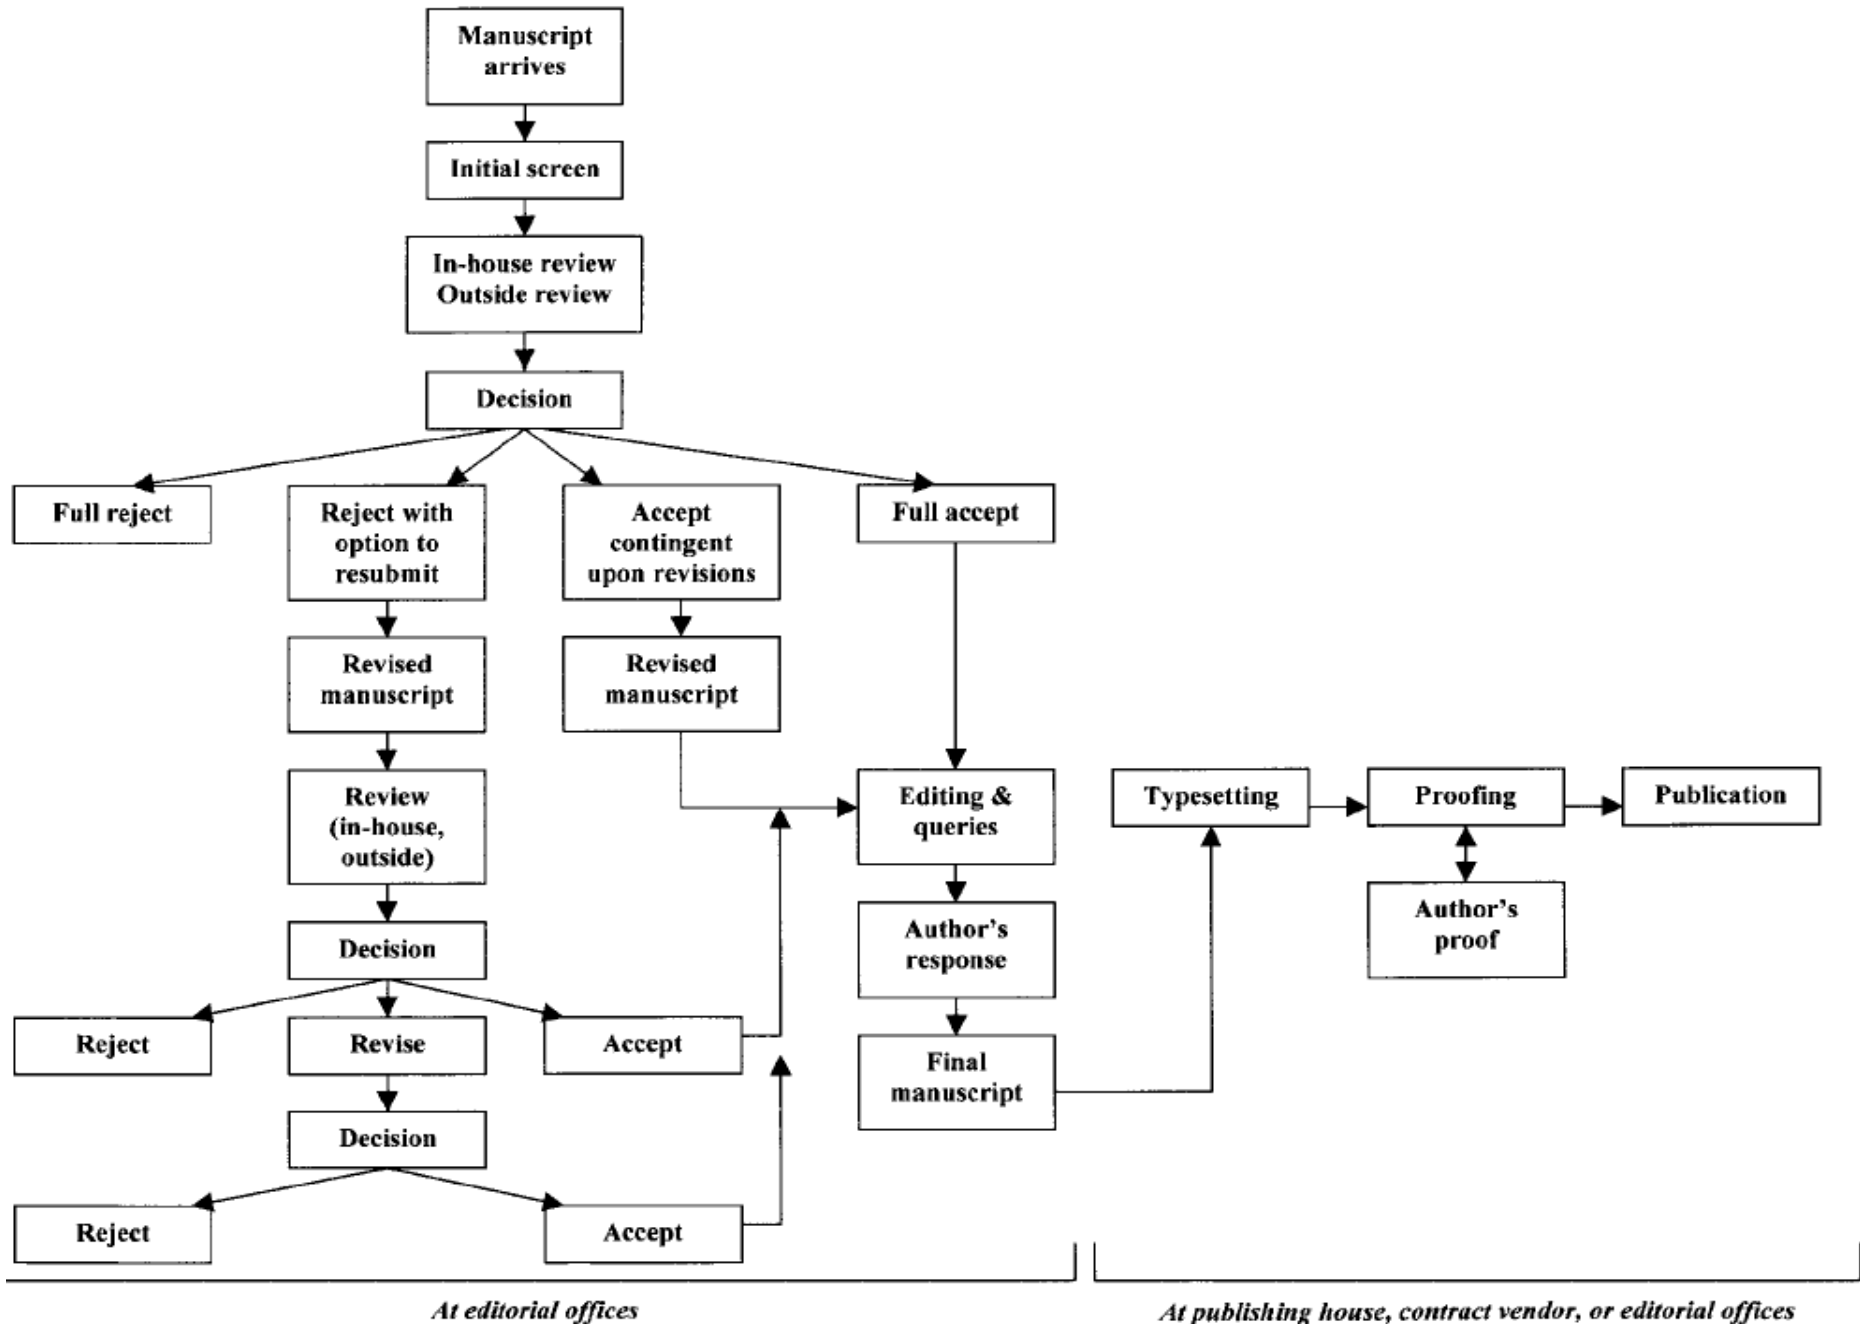 Manuscript
arrives
Initial screen
In-house review
Outside review
Decision
Full reject
Reject with
option to
resubmit
Accept
contingent
upon revisions
Full accept
Revised
manuscript
Revised
manuscript
Review
(in-house,
outside)
Editing &
queries
Typesetting
Proofing
Publication
Author's
response
Author's
proof
Decision
Reject
Revise
Accept
Final
manuscript
Decision
Reject
Accept
At editorial offices
At publishing house, contract vendor, or editorial offices